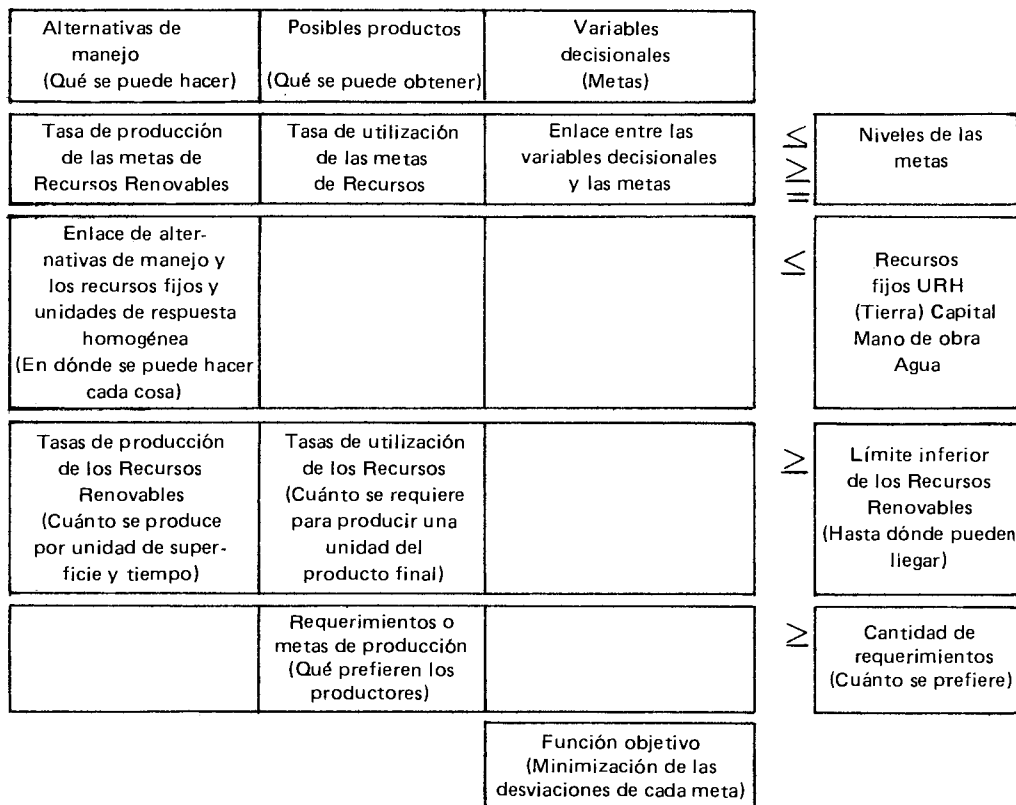 Alternativas de
manejo
(Qué se puede hacer)
Posibles productos
(Qué se puede obtener)
Variables
decisionales
(Metas)
Tasa de producción
de las metas de
Recursos Renovables
Tasa de utilización
de las metas
de Recursos
Enlace entre las
variables decisionales
y las metas
≤
≥
=
Niveles de las
metas
Enlace de alter-
nativas de manejo y
los recursos fijos y
unidades de respuesta
homogénea
(En dónde se puede hacer
cada cosa)
≤
Recursos
fijos URH
(Tierra) Capital
Mano de obra
Agua
Tasas de producción
de los Recursos
Renovables
(Cuánto se produce
por unidad de super-
ficie y tiempo)
Tasas de utilización
de los Recursos
(Cuánto se requiere
para producir una
unidad del
producto final)
≥
Límite inferior
de los Recursos
Renovables
(Hasta dónde pueden
llegar)
Requerimientos o
metas de producción
(Qué prefieren los
productores)
≥
Cantidad de
requerimientos
(Cuánto se prefiere)
Función objetivo
(Minimización de las
desviaciones de cada meta)